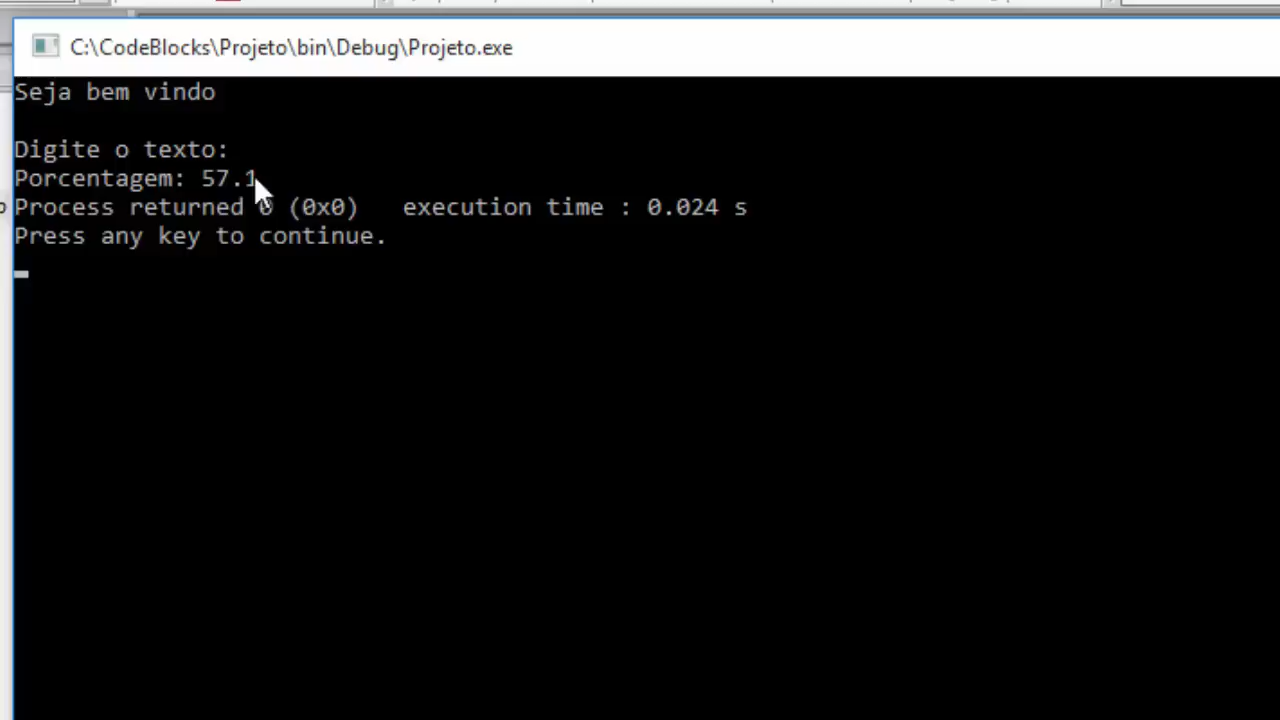 C:\CodeBlocks\Projeto\bin\Debug\Projeto.exe
Seja bem vindo
Digite o texto:
Porcentagem: 57.1
Process returned 0 (0x0)   execution time : 0.024 s
Press any key to continue.